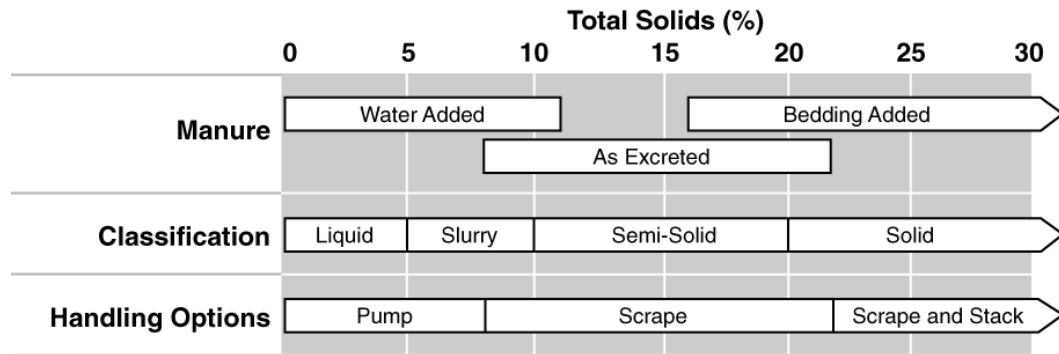 Total Solids (%)
0 5 10 15 20 25 30
Manure
Water Added
Bedding Added
As Excreted
Classification
Liquid
Slurry
Semi-Solid
Solid
Handling Options
Pump
Scrape
Scrape and Stack